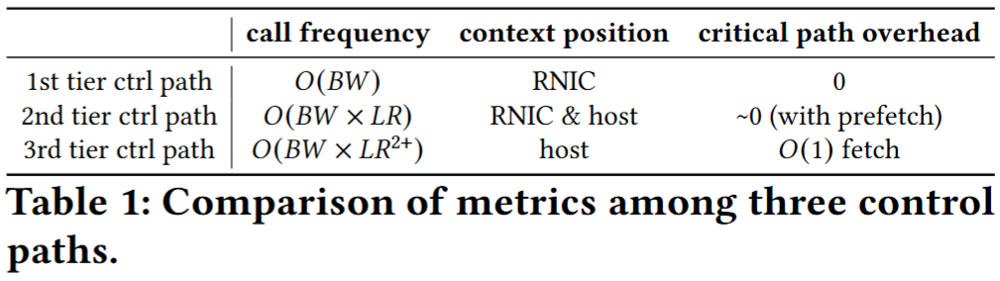 call frequency context position critical path overhead
1st tier ctrl path O(BW) RNIC 0
2nd tier ctrl path O(BW × LR) RNIC & host ~0 (with prefetch)
3rd tier ctrl path O(BW × LR²⁺) host O(1) fetch
Table 1: Comparison of metrics among three control
paths.